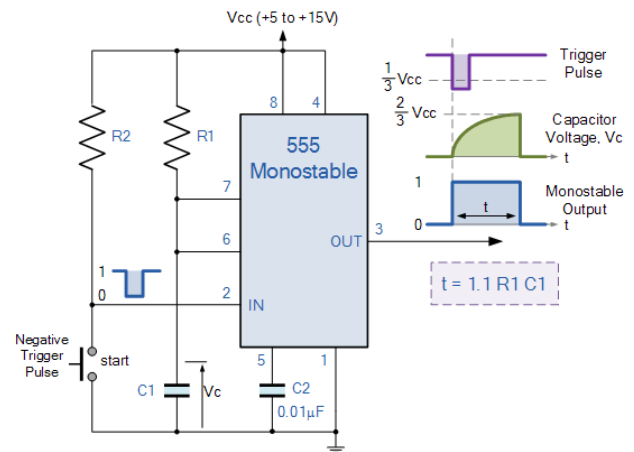 Vcc (+5 to +15V)
8
4
R2
R1
555
Monostable
7
6
3
OUT
2
IN
1
0
Negative
Trigger
Pulse
start
C1
Vc
5
1
C2
0.01µF
1/3 Vcc
Trigger
Pulse
2/3 Vcc
Capacitor
Voltage, Vc
t
1
0
t
Monostable
Output
t
t = 1.1 R1 C1